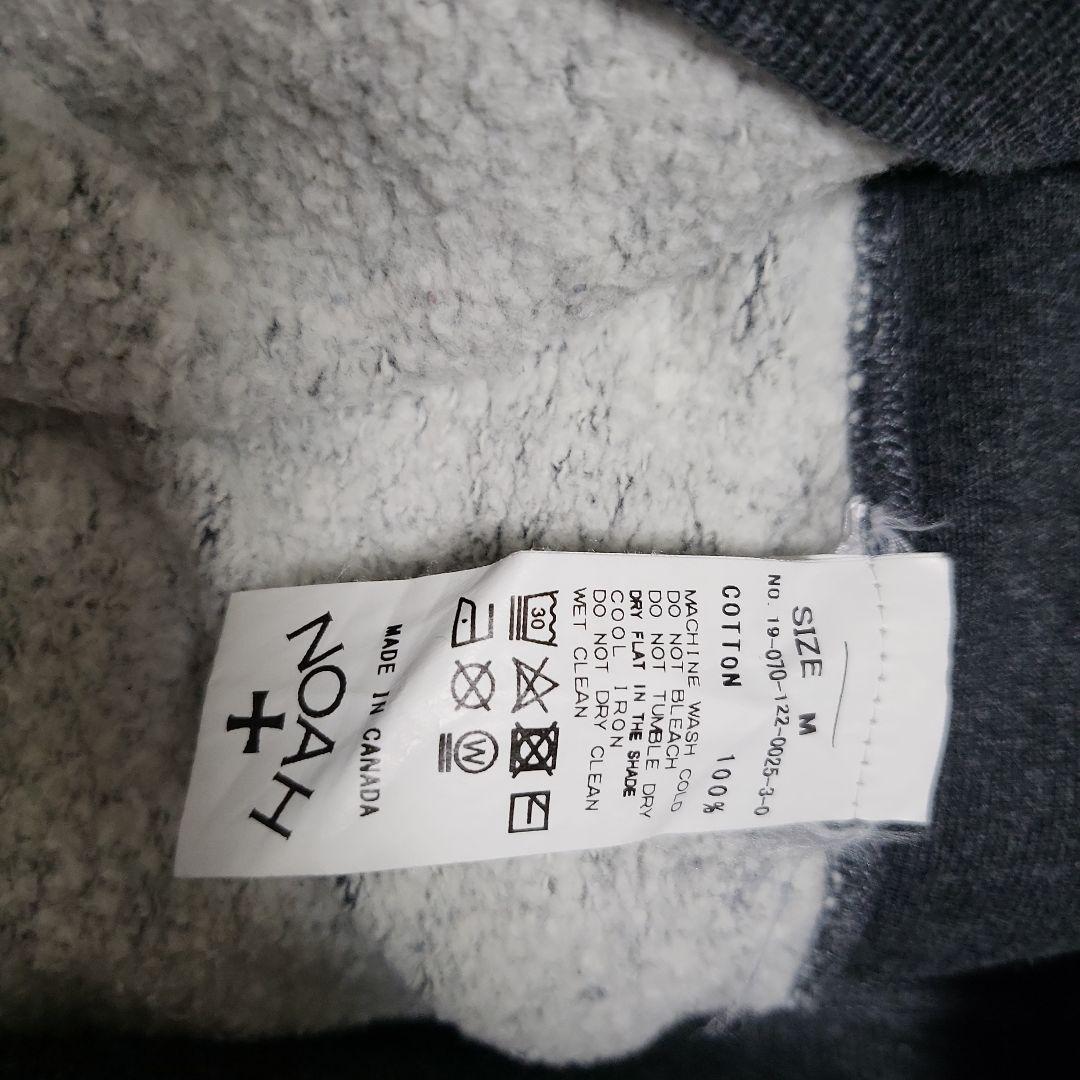 SIZE M
No. 19-070-122-0025-3-0
COTTON 100%
MACHINE WASH COLD
DO NOT BLEACH
DO NOT TUMBLE DRY
DRY FLAT IN THE SHADE
COOL IRON
DO NOT DRY CLEAN
WET CLEAN
30
W
MADE IN CANADA
NOAH